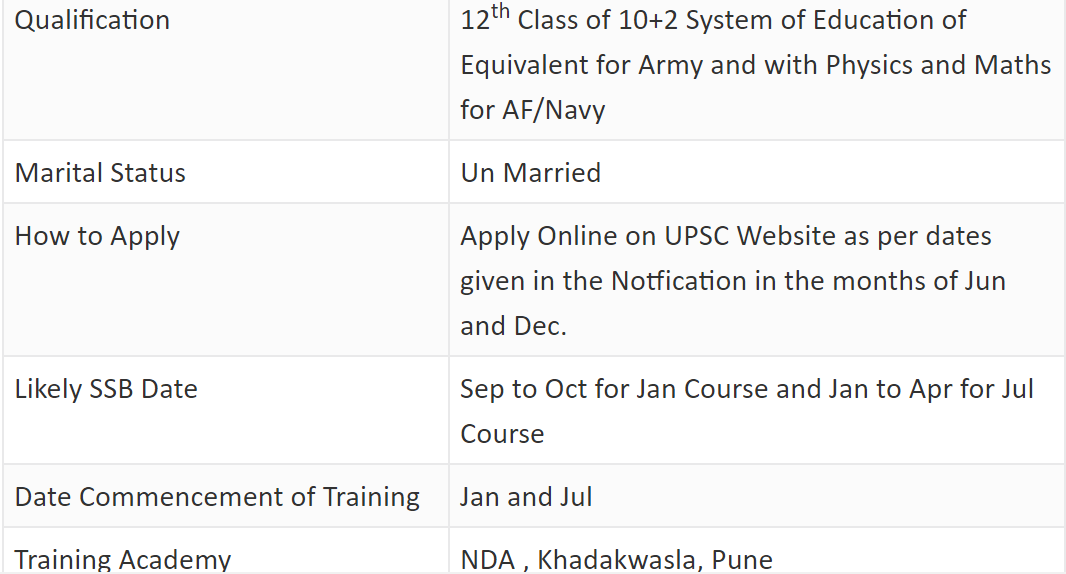 Qualification
12th Class of 10+2 System of Education of
Equivalent for Army and with Physics and Maths
for AF/Navy
Marital Status
Un Married
How to Apply
Apply Online on UPSC Website as per dates
given in the Notfication in the months of Jun
and Dec.
Likely SSB Date
Sep to Oct for Jan Course and Jan to Apr for Jul
Course
Date Commencement of Training
Jan and Jul
Training Academy
NDA , Khadakwasla, Pune